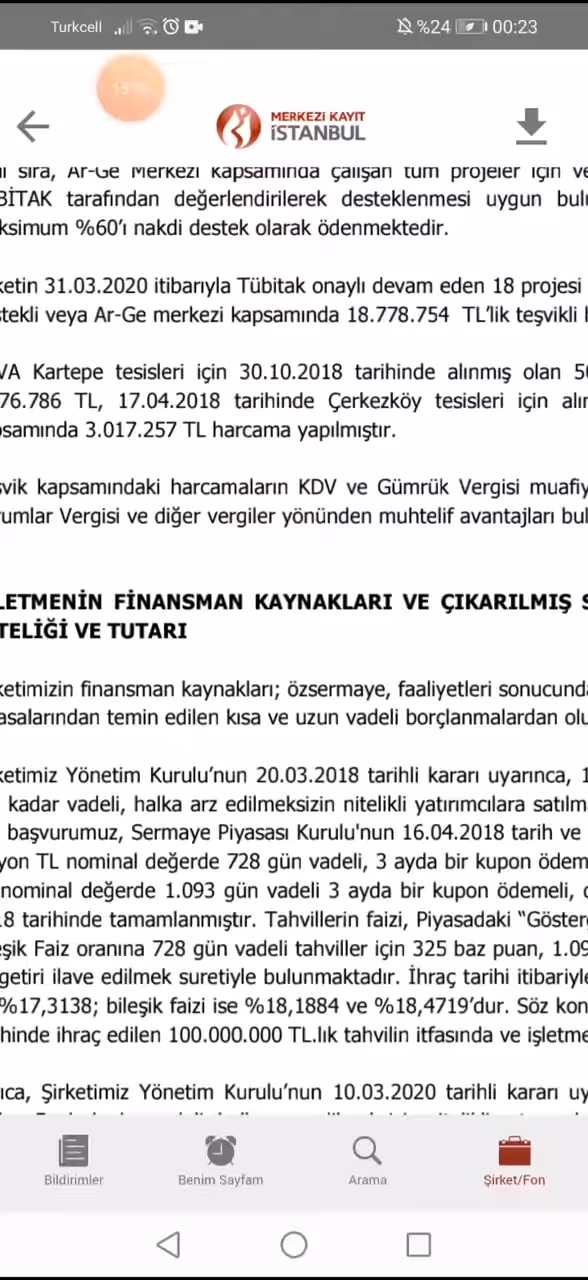 Turkcell %24 00:23
MERKEZİ KAYIT
İSTANBUL
sıra, Ar-Ge Merkezi kapsamında çalışan tüm projeler için ve
BİTAK tarafından değerlendirilerek desteklenmesi uygun bulu
ksimum %60'ı nakdi destek olarak ödenmektedir.
ketin 31.03.2020 itibarıyla Tübitak onaylı devam eden 18 projesi
stekli veya Ar-Ge merkezi kapsamında 18.778.754 TL'lik teşvikli h
VA Kartepe tesisleri için 30.10.2018 tarihinde alınmış olan 50
76.786 TL, 17.04.2018 tarihinde Çerkezköy tesisleri için alın
psamında 3.017.257 TL harcama yapılmıştır.
şvik kapsamındaki harcamaların KDV ve Gümrük Vergisi muafiy
rumlar Vergisi ve diğer vergiler yönünden muhtelif avantajları bul
LETMENİN FİNANSMAN KAYNAKLARI VE ÇIKARILMIŞ S
TELİĞİ VE TUTARI
ketimizin finansman kaynakları; özsermaye, faaliyetleri sonucunda
asalarından temin edilen kısa ve uzun vadeli borçlanmalardan olu
ketimiz Yönetim Kurulu'nun 20.03.2018 tarihli kararı uyarınca, 1
kadar vadeli, halka arz edilmeksizin nitelikli yatırımcılara satılma
başvurumuz, Sermaye Piyasası Kurulu'nun 16.04.2018 tarih ve
yon TL nominal değerde 728 gün vadeli, 3 ayda bir kupon ödem
nominal değerde 1.093 gün vadeli 3 ayda bir kupon ödemeli, o
18 tarihinde tamamlanmıştır. Tahvillerin faizi, Piyasadaki "Gösterg
eşik Faiz oranına 728 gün vadeli tahviller için 325 baz puan, 1.09
getiri ilave edilmek suretiyle bulunmaktadır. İhraç tarihi itibariyle
%17,3138; bileşik faizi ise %18,1884 ve %18,4719'dur. Söz kon
hinde ihraç edilen 100.000.000 TL.lık tahvilin itfasında ve işletme
ıca, Şirketimiz Yönetim Kurulu'nun 10.03.2020 tarihli kararı uy
Bildirimler Benim Sayfam Arama Şirket/Fon